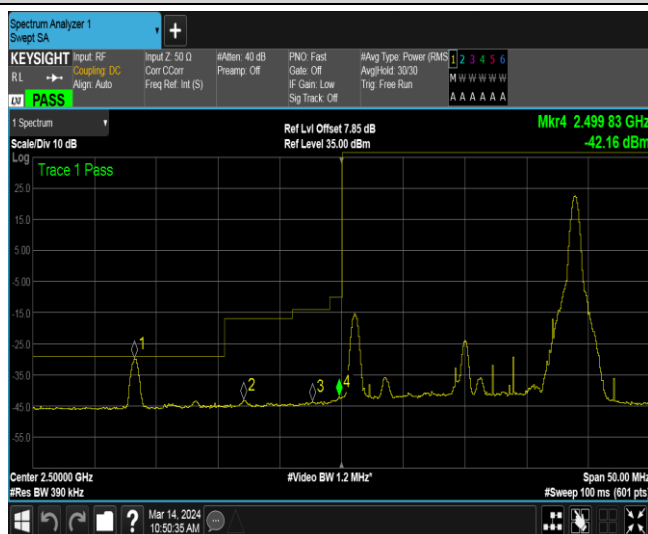 Spectrum Analyzer 1
Swept SA
+
KEYSIGHT
RL
LXI PASS
Input: RF
Coupling: DC
Align: Auto
Input Z: 50 Ω
Corr CCorr
Freq Ref: Int (S)
#Atten: 40 dB
Preamp: Off
PNO: Fast
Gate: Off
IF Gain: Low
Sig Track: Off
#Avg Type: Power (RMS
Avg|Hold: 30/30
Trig: Free Run
1 2 3 4 5 6
M W W W W W
A A A A A A
1 Spectrum
Scale/Div 10 dB
Ref Lvl Offset 7.85 dB
Ref Level 35.00 dBm
Mkr4 2.499 83 GHz
-42.16 dBm
Log
Trace 1 Pass
25.0
15.0
5.00
-5.00
-15.0
-25.0
-35.0
-45.0
-55.0
1
2
3
4
Center 2.50000 GHz
#Res BW 390 kHz
#Video BW 1.2 MHz*
Span 50.00 MHz
#Sweep 100 ms (601 pts)
?
Mar 14, 2024
10:50:35 AM